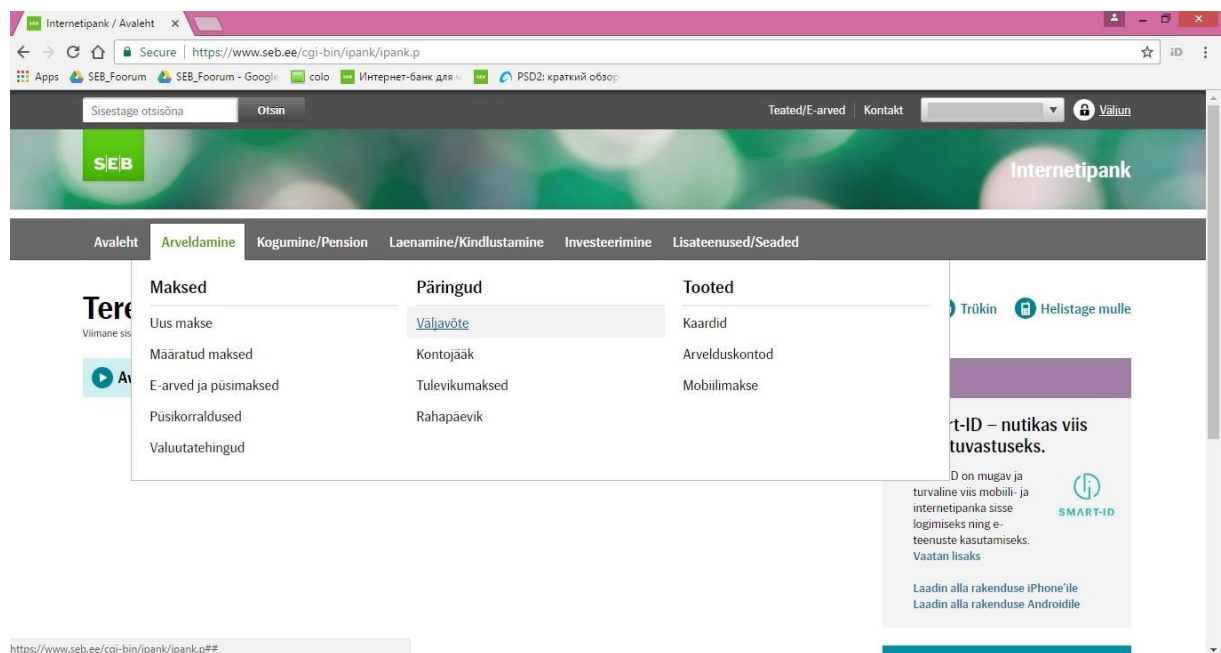 Internetipank / Avaleht
Secure | https://www.seb.ee/cgi-bin/ipank/ipank.p
iD
Apps SEB_Foorum SEB_Foorum - Google colo Интернет-банк для PSD2: краткий обзор
Sisestage otsisõna Otsin Teated/E-arved Kontakt Väljun
SEB
Internetipank
Avaleht Arveldamine Kogumine/Pension Laenamine/Kindlustamine Investeerimine Lisateenused/Seaded
Maksed Päringud Tooted
Tere
Trükin Helistage mulle
Viimane sis
Uus makse Väljavõte Kaardid
Määratud maksed Kontojääk Arvelduskontod
E-arved ja püsimaksed Tulevikumaksed Mobiilimakse
Püsikorraldused Rahapäevik
Valuutatehingud
rt-ID – nutikas viis
tuvastuseks.
D on mugav ja
turvaline viis mobiili- ja
internetipanka sisse
logimiseks ning e-
teenuste kasutamiseks.
Vaatan lisaks
SMART-ID
Laadin alla rakenduse iPhone'ile
Laadin alla rakenduse Androidile
https://www.seb.ee/cgi-bin/ipank/ipank.p##